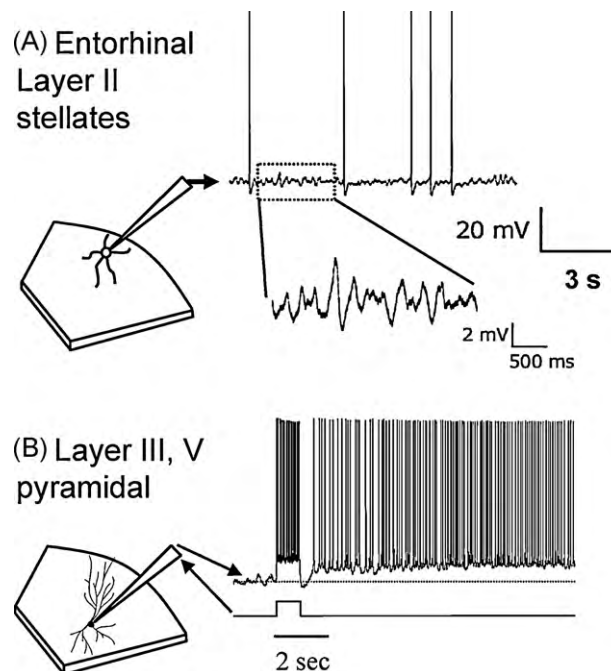 (A) Entorhinal
Layer II
stellates
20 mV
3 s
2 mV
500 ms
(B) Layer III, V
pyramidal
2 sec